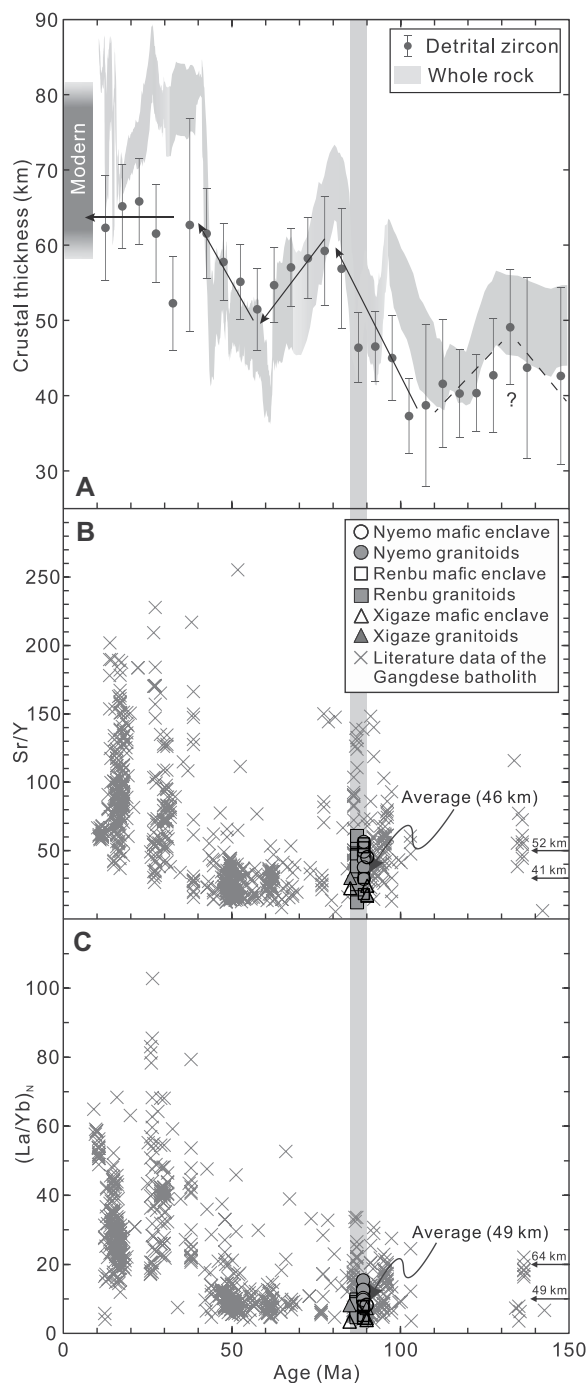 90
80
70
60
50
40
30
Crustal thickness (km)
Modern
Detrital zircon
Whole rock
?
A
B
Nyemo mafic enclave
Nyemo granitoids
Renbu mafic enclave
Renbu granitoids
Xigaze mafic enclave
Xigaze granitoids
Literature data of the
Gangdese batholith
250
200
150
100
50
0
Sr/Y
Average (46 km)
52 km
41 km
C
100
80
60
40
20
0
(La/Yb)N
Average (49 km)
64 km
49 km
0
50
100
150
Age (Ma)